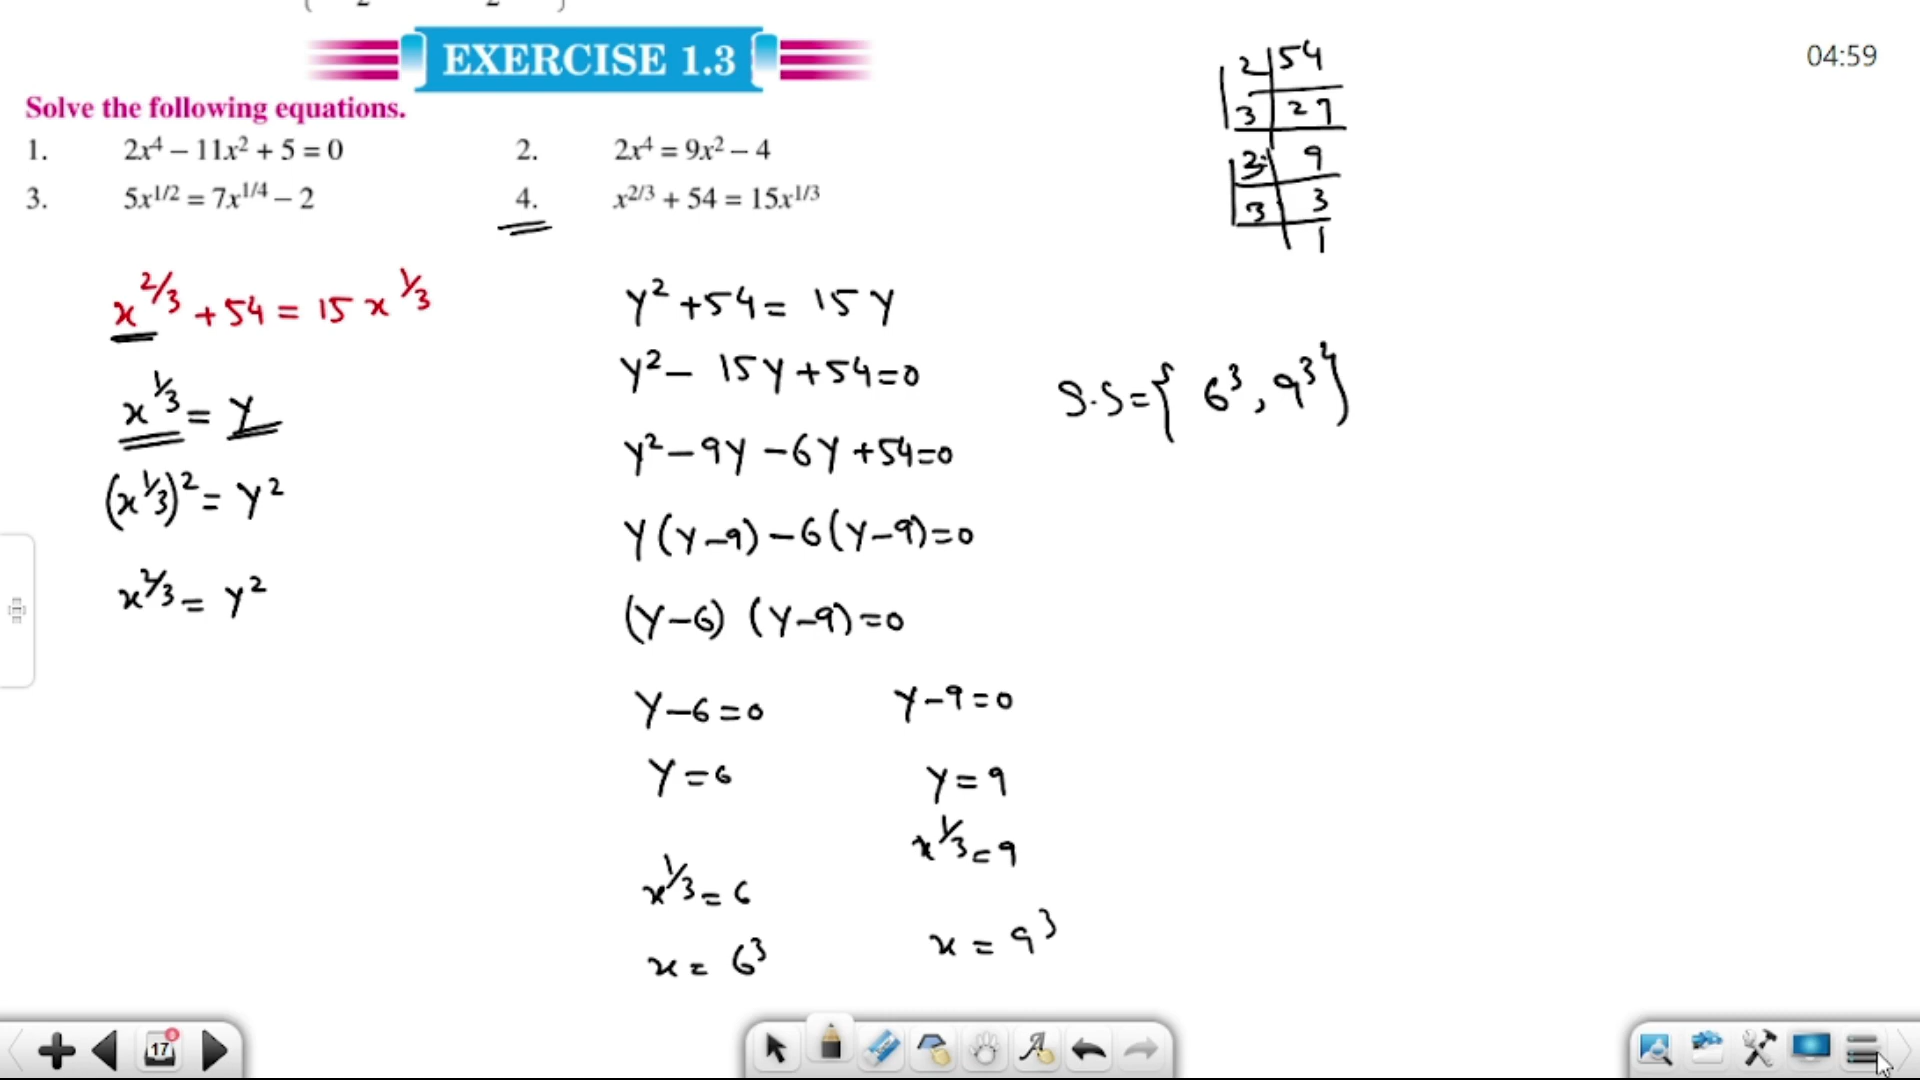 EXERCISE 1.3
04:59
Solve the following equations.
1. 2x⁴ – 11x² + 5 = 0 2. 2x⁴ = 9x² – 4
3. 5x^1/2 = 7x^1/4 – 2 4. x^2/3 + 54 = 15x^1/3
2 | 54
3 | 27
3 | 9
3 | 3
1
x^2/3 + 54 = 15 x^1/3
x^1/3 = y
(x^1/3)² = y²
x^2/3 = y²
y² + 54 = 15y
y² – 15y + 54 = 0
y² – 9y – 6y + 54 = 0
y(y–9) – 6(y–9) = 0
(y–6) (y–9) = 0
y–6 = 0 y–9 = 0
y = 6 y = 9
x^1/3 = 6 x^1/3 = 9
x = 6³ x = 9³
S.S = { 6³, 9³ }
17